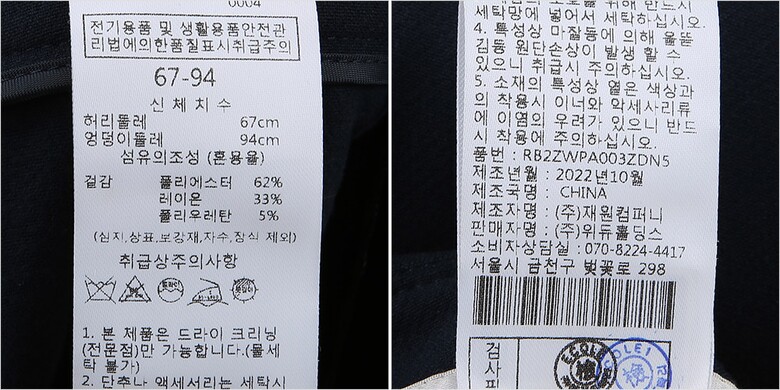 0004
전기용품 및 생활용품안전관
리법에의한품질표시취급주의
67-94
신 체 치 수
허리둘레 67cm
엉덩이둘레 94cm
섬유의조성 (혼용율)
겉감 폴리에스터 62%
레이온 33%
폴리우레탄 5%
(심지,상표,보강재,자수,장식 제외)
취급상주의사항
1. 본 제품은 드라이 크리닝
(전문점)만 가능합니다.(물세
탁 불가)
2. 단추나 액세서리는 세탁시
위해 반드시
세탁망에 넣어서 세탁하십시오.
4. 특성상 마찰등에 의해 올뜯
김등 원단손상이 발생 할 수
있으니 취급시 주의하십시오.
5. 소재의 특성상 옅은 색상과
의 착용시 이너와 악세사리류
에 이염의 우려가 있으니 반드
시 착용에 주의하십시오.
품번 : RB2ZWPA003ZDN5
제조년월 : 2022년10월
제조국명 : CHINA
제조자명 : (주)재원컴퍼니
판매자명 : (주)위듀홀딩스
소비자상담실 : 070-8224-4417
서울시 금천구 벚꽃로 298
검
사